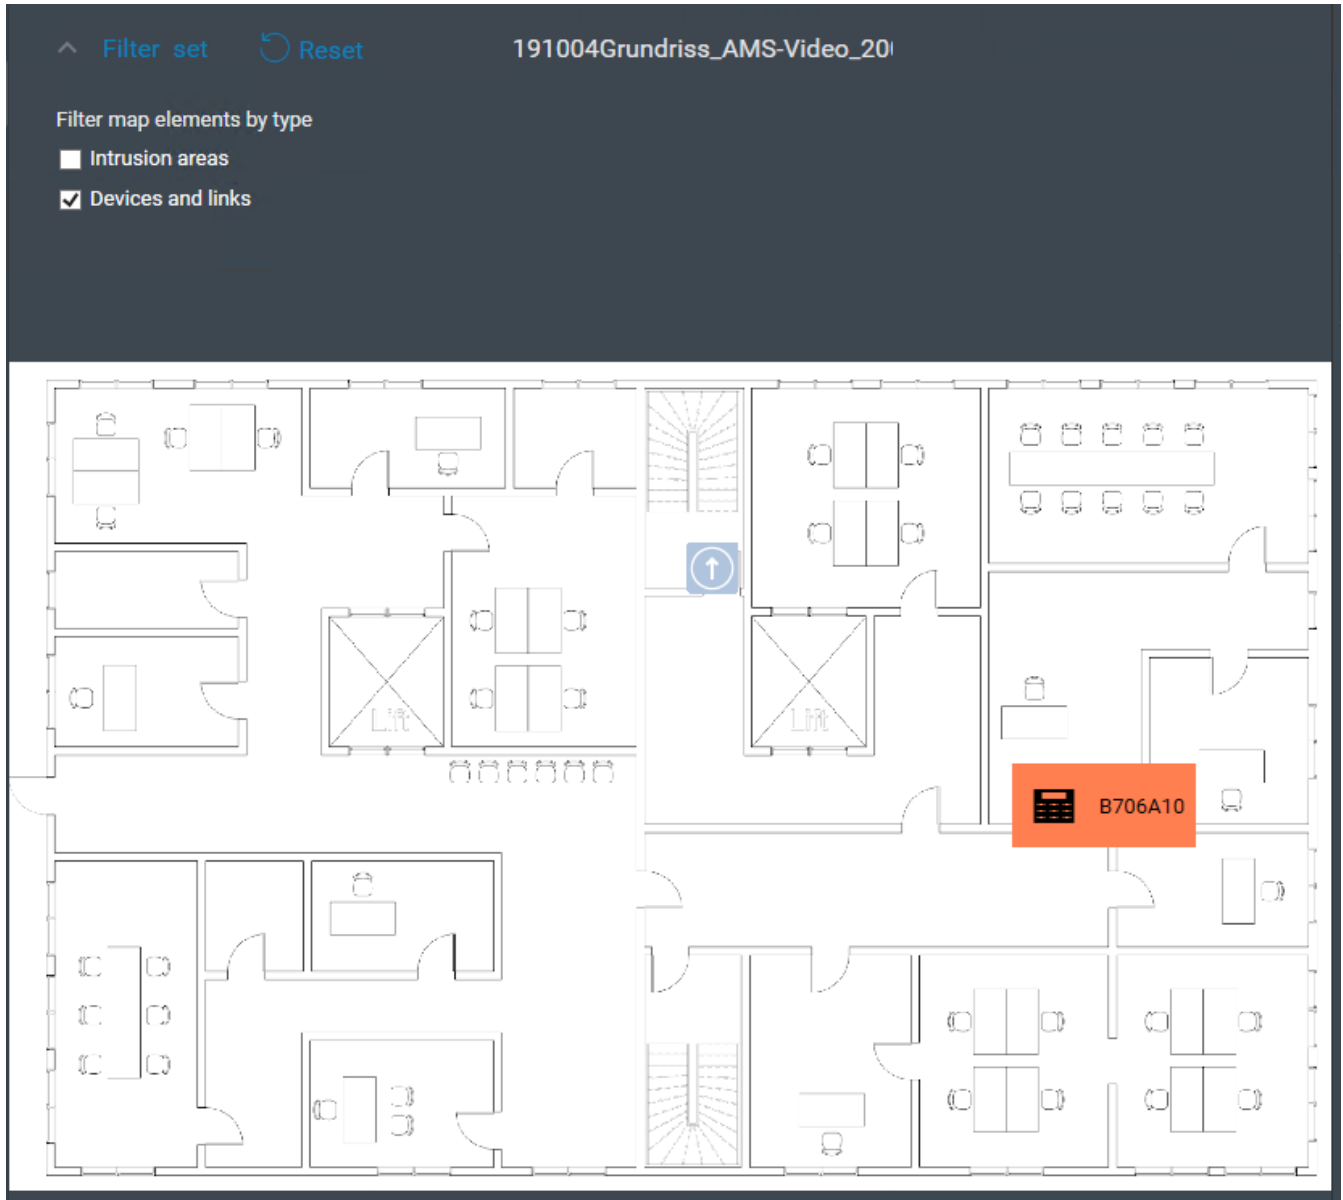 Filter set
Reset
191004Grundriss_AMS-Video_20
Filter map elements by type
Intrusion areas
Devices and links
Lift
Lift
B706A10